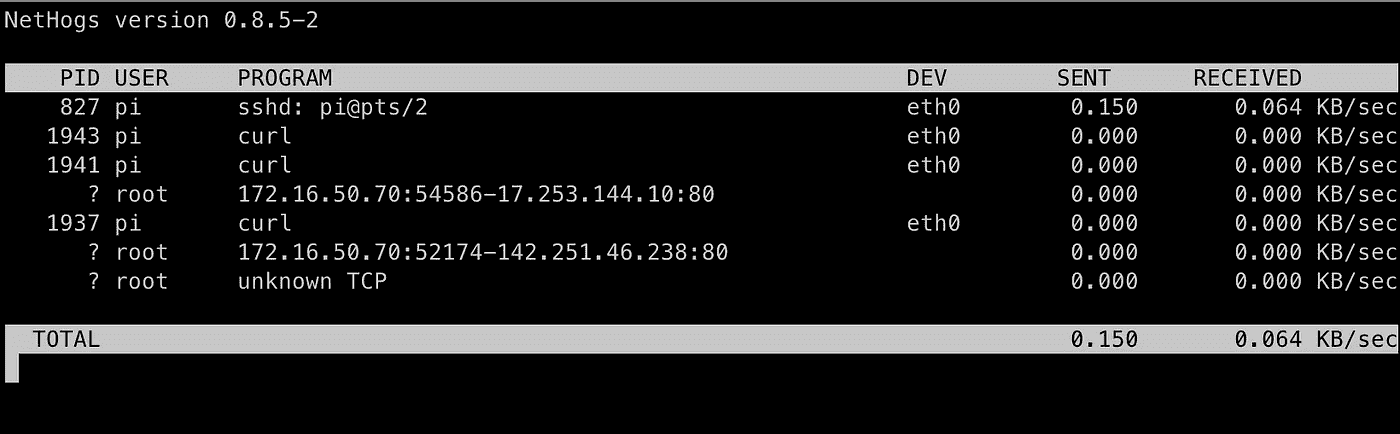 NetHogs version 0.8.5-2
PID USER PROGRAM DEV SENT RECEIVED
827 pi sshd: pi@pts/2 eth0 0.150 0.064 KB/sec
1943 pi curl eth0 0.000 0.000 KB/sec
1941 pi curl eth0 0.000 0.000 KB/sec
? root 172.16.50.70:54586-17.253.144.10:80 0.000 0.000 KB/sec
1937 pi curl eth0 0.000 0.000 KB/sec
? root 172.16.50.70:52174-142.251.46.238:80 0.000 0.000 KB/sec
? root unknown TCP 0.000 0.000 KB/sec
TOTAL 0.150 0.064 KB/sec